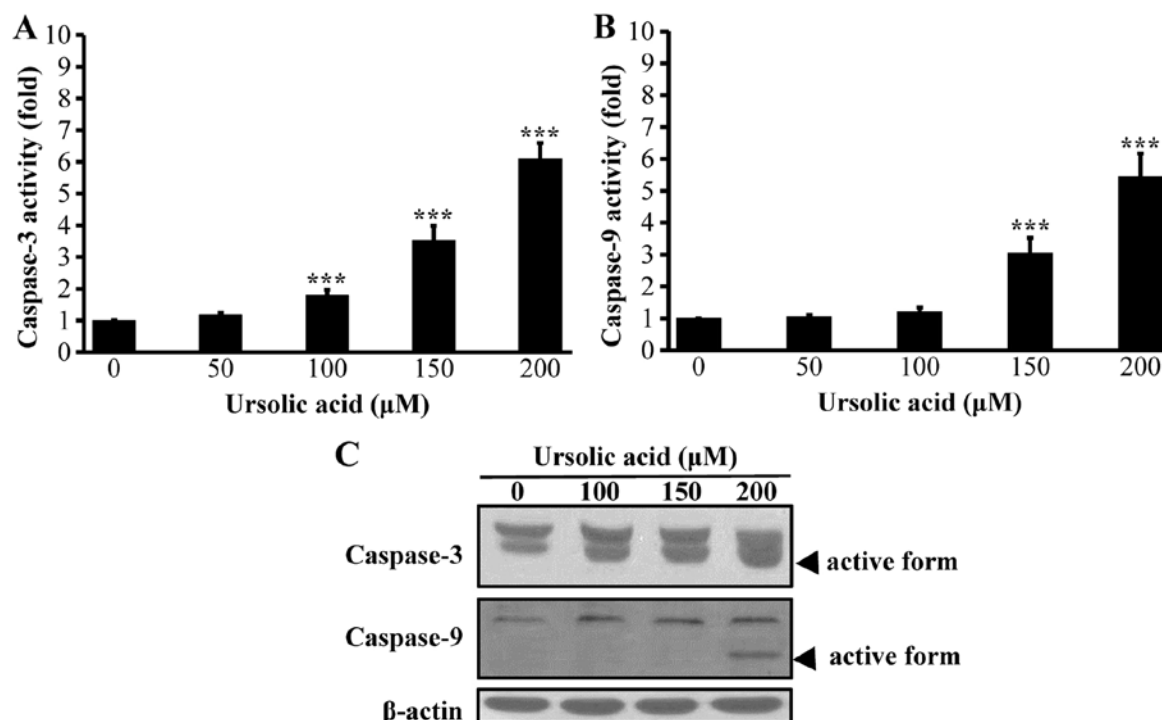 A
Caspase-3 activity (fold)
10
9
8
7
6
5
4
3
2
1
0
***
***
***
0 50 100 150 200
Ursolic acid (μM)
B
Caspase-9 activity (fold)
10
9
8
7
6
5
4
3
2
1
0
***
***
0 50 100 150 200
Ursolic acid (μM)
C
Ursolic acid (μM)
0 100 150 200
Caspase-3
active form
Caspase-9
active form
β-actin